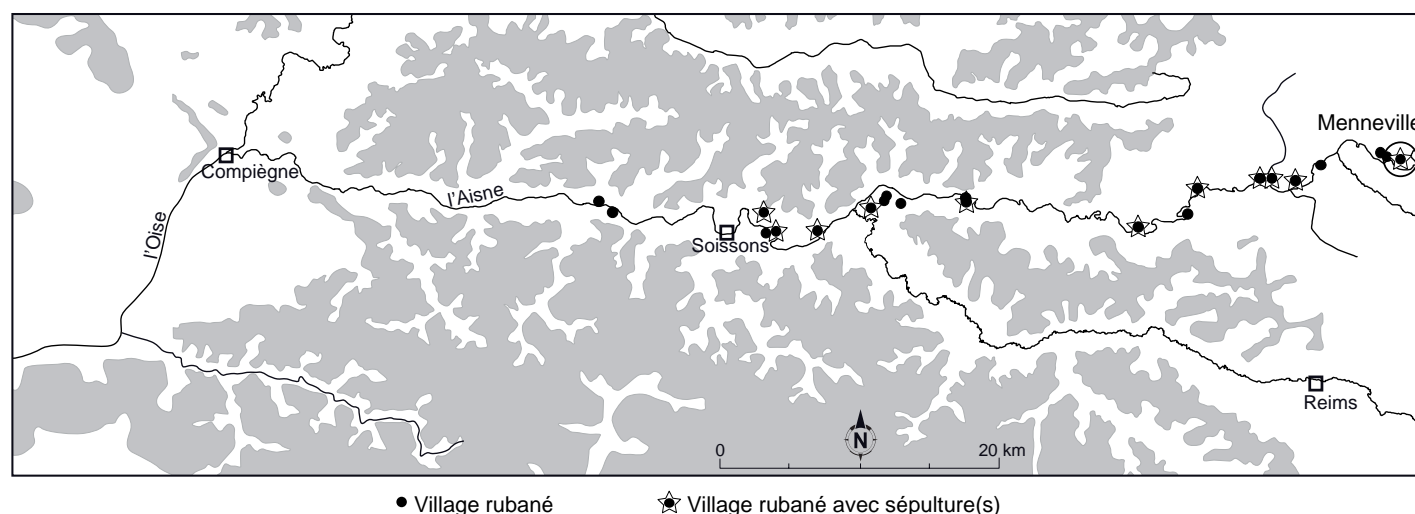 Menneville
Compiègne
l'Aisne
l'Oise
Soissons
Reims
N
0 20 km
Village rubané
Village rubané avec sépulture(s)